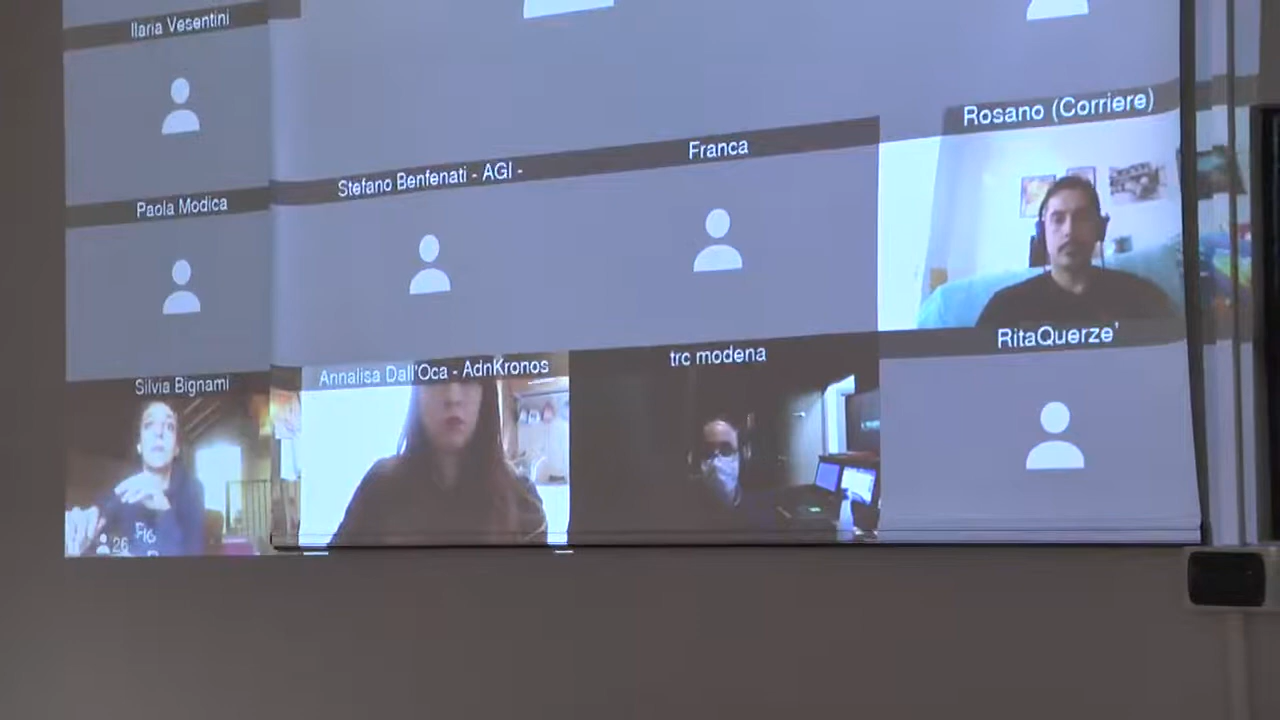 Ilaria Vesentini
Rosano (Corriere)
Franca
Stefano Benfenati - AGI -
Paola Modica
RitaQuerze'
trc modena
Annalisa Dall'Oca - AdnKronos
Silvia Bignami
26